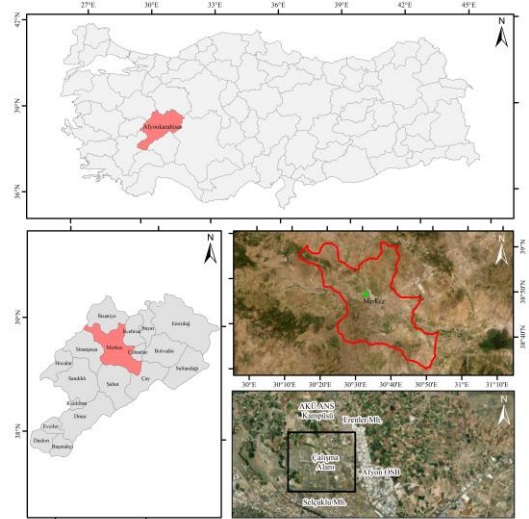 27°E 30°E 33°E 36°E 39°E 42°E 45°E
42°N
N
39°N
Afyonkarahisar
36°N
N
39°N
38°N
İhsaniye
Emirdağ
İscehisar
Bayat
Merkez
Sinanpaşa
Çobanlar
Bolvadin
Hocalar
Sandıklı
Şuhut
Çay
Sultandağı
Kızılören
Dinar
Evciler
Dazkırı
Başmakçı
N
39°N
38°50'N
38°40'N
Merkez
30°E 30°10'E 30°20'E 30°30'E 30°40'E 30°50'E 31°E 31°10'E
N
AKÜ ANS
Kampüsü
Erenler Mh.
Çalışma
Alanı
Afyon OSB
Selçuklu Mh.